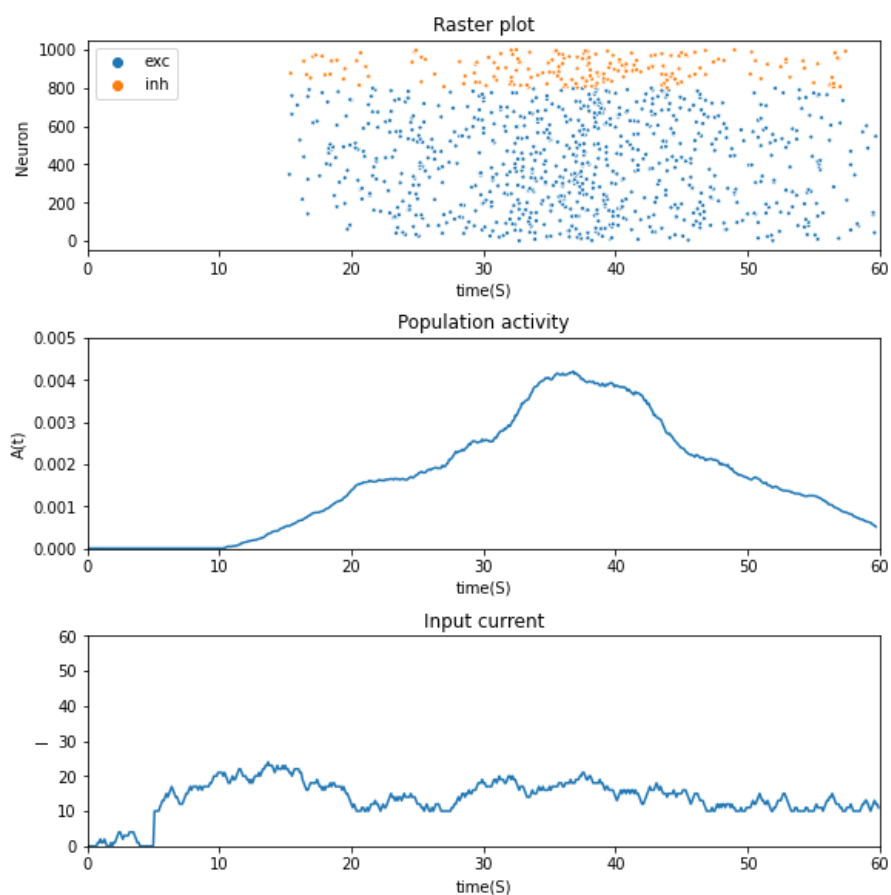 Raster plot
exc
inh
1000
800
600
400
200
0
Neuron
0 10 20 30 40 50 60
time(S)
Population activity
0.005
0.004
0.003
0.002
0.001
0.000
A(t)
0 10 20 30 40 50 60
time(S)
Input current
60
50
40
30
20
10
0
I
0 10 20 30 40 50 60
time(S)